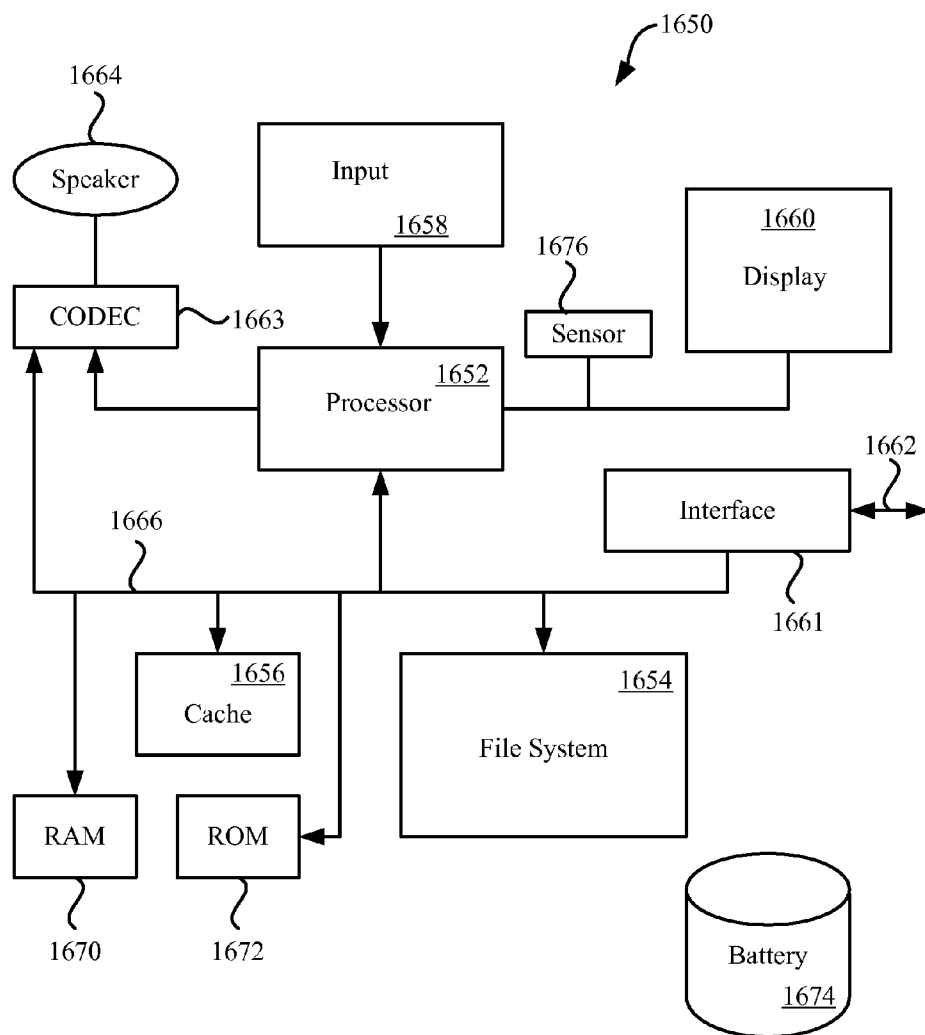 1650
1664
Speaker
Input
1658
1660
Display
1676
Sensor
CODEC
1663
1652
Processor
1662
Interface
1666
1661
1656
Cache
1654
File System
RAM
ROM
1670
1672
Battery
1674